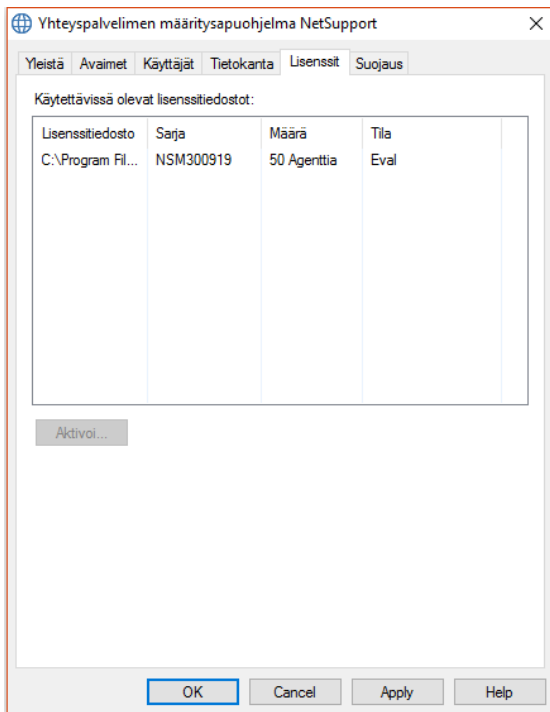 Yhteyspalvelimen määritysapuohjelma NetSupport
Yleistä Avaimet Käyttäjät Tietokanta Lisenssit Suojaus
Käytettävissä olevat lisenssitiedostot:
Lisenssitiedosto Sarja Määrä Tila
C:\Program Fil... NSM300919 50 Agenttia Eval
Aktivoi...
OK Cancel Apply Help